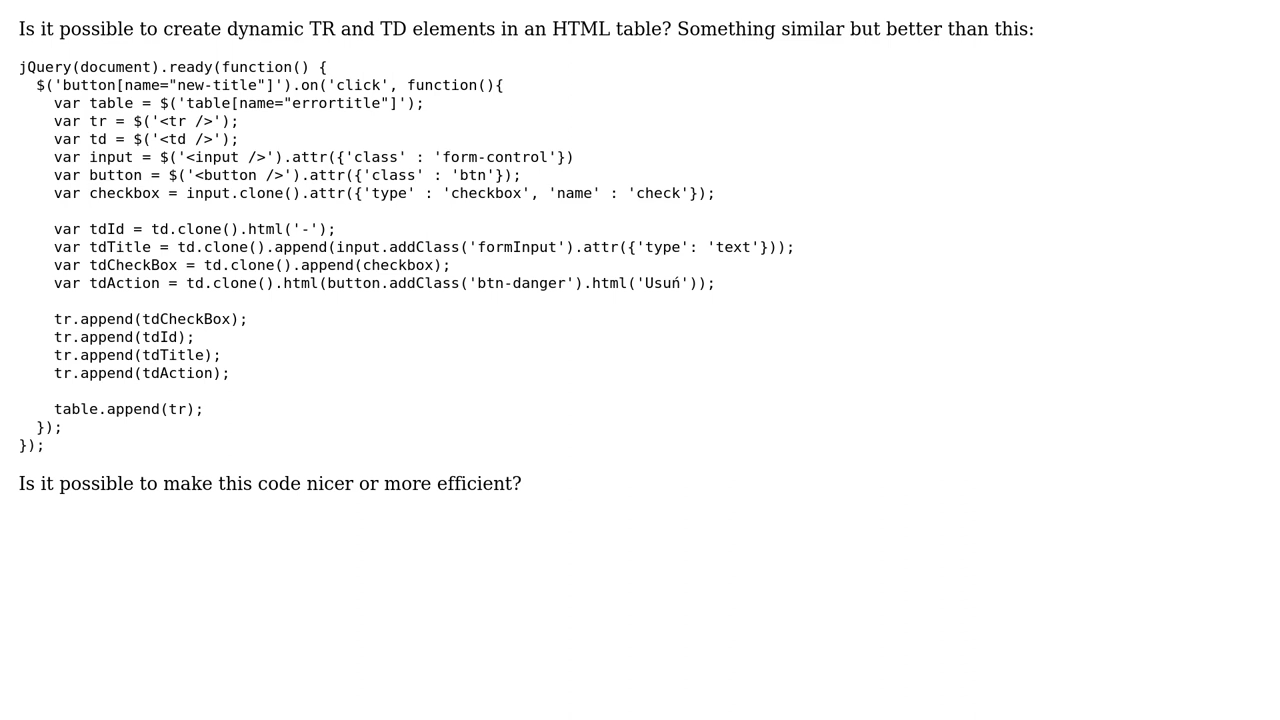 Is it possible to create dynamic TR and TD elements in an HTML table? Something similar but better than this:
jQuery(document).ready(function() {
  $('button[name="new-title"]').on('click', function(){
    var table = $('table[name="errortitle"]');
    var tr = $('<tr />');
    var td = $('<td />');
    var input = $('<input />').attr({'class' : 'form-control'})
    var button = $('<button />').attr({'class' : 'btn'});
    var checkbox = input.clone().attr({'type' : 'checkbox', 'name' : 'check'});

    var tdId = td.clone().html('-');
    var tdTitle = td.clone().append(input.addClass('formInput').attr({'type': 'text'}));
    var tdCheckBox = td.clone().append(checkbox);
    var tdAction = td.clone().html(button.addClass('btn-danger').html('Usuń'));

    tr.append(tdCheckBox);
    tr.append(tdId);
    tr.append(tdTitle);
    tr.append(tdAction);

    table.append(tr);
  });
});
Is it possible to make this code nicer or more efficient?